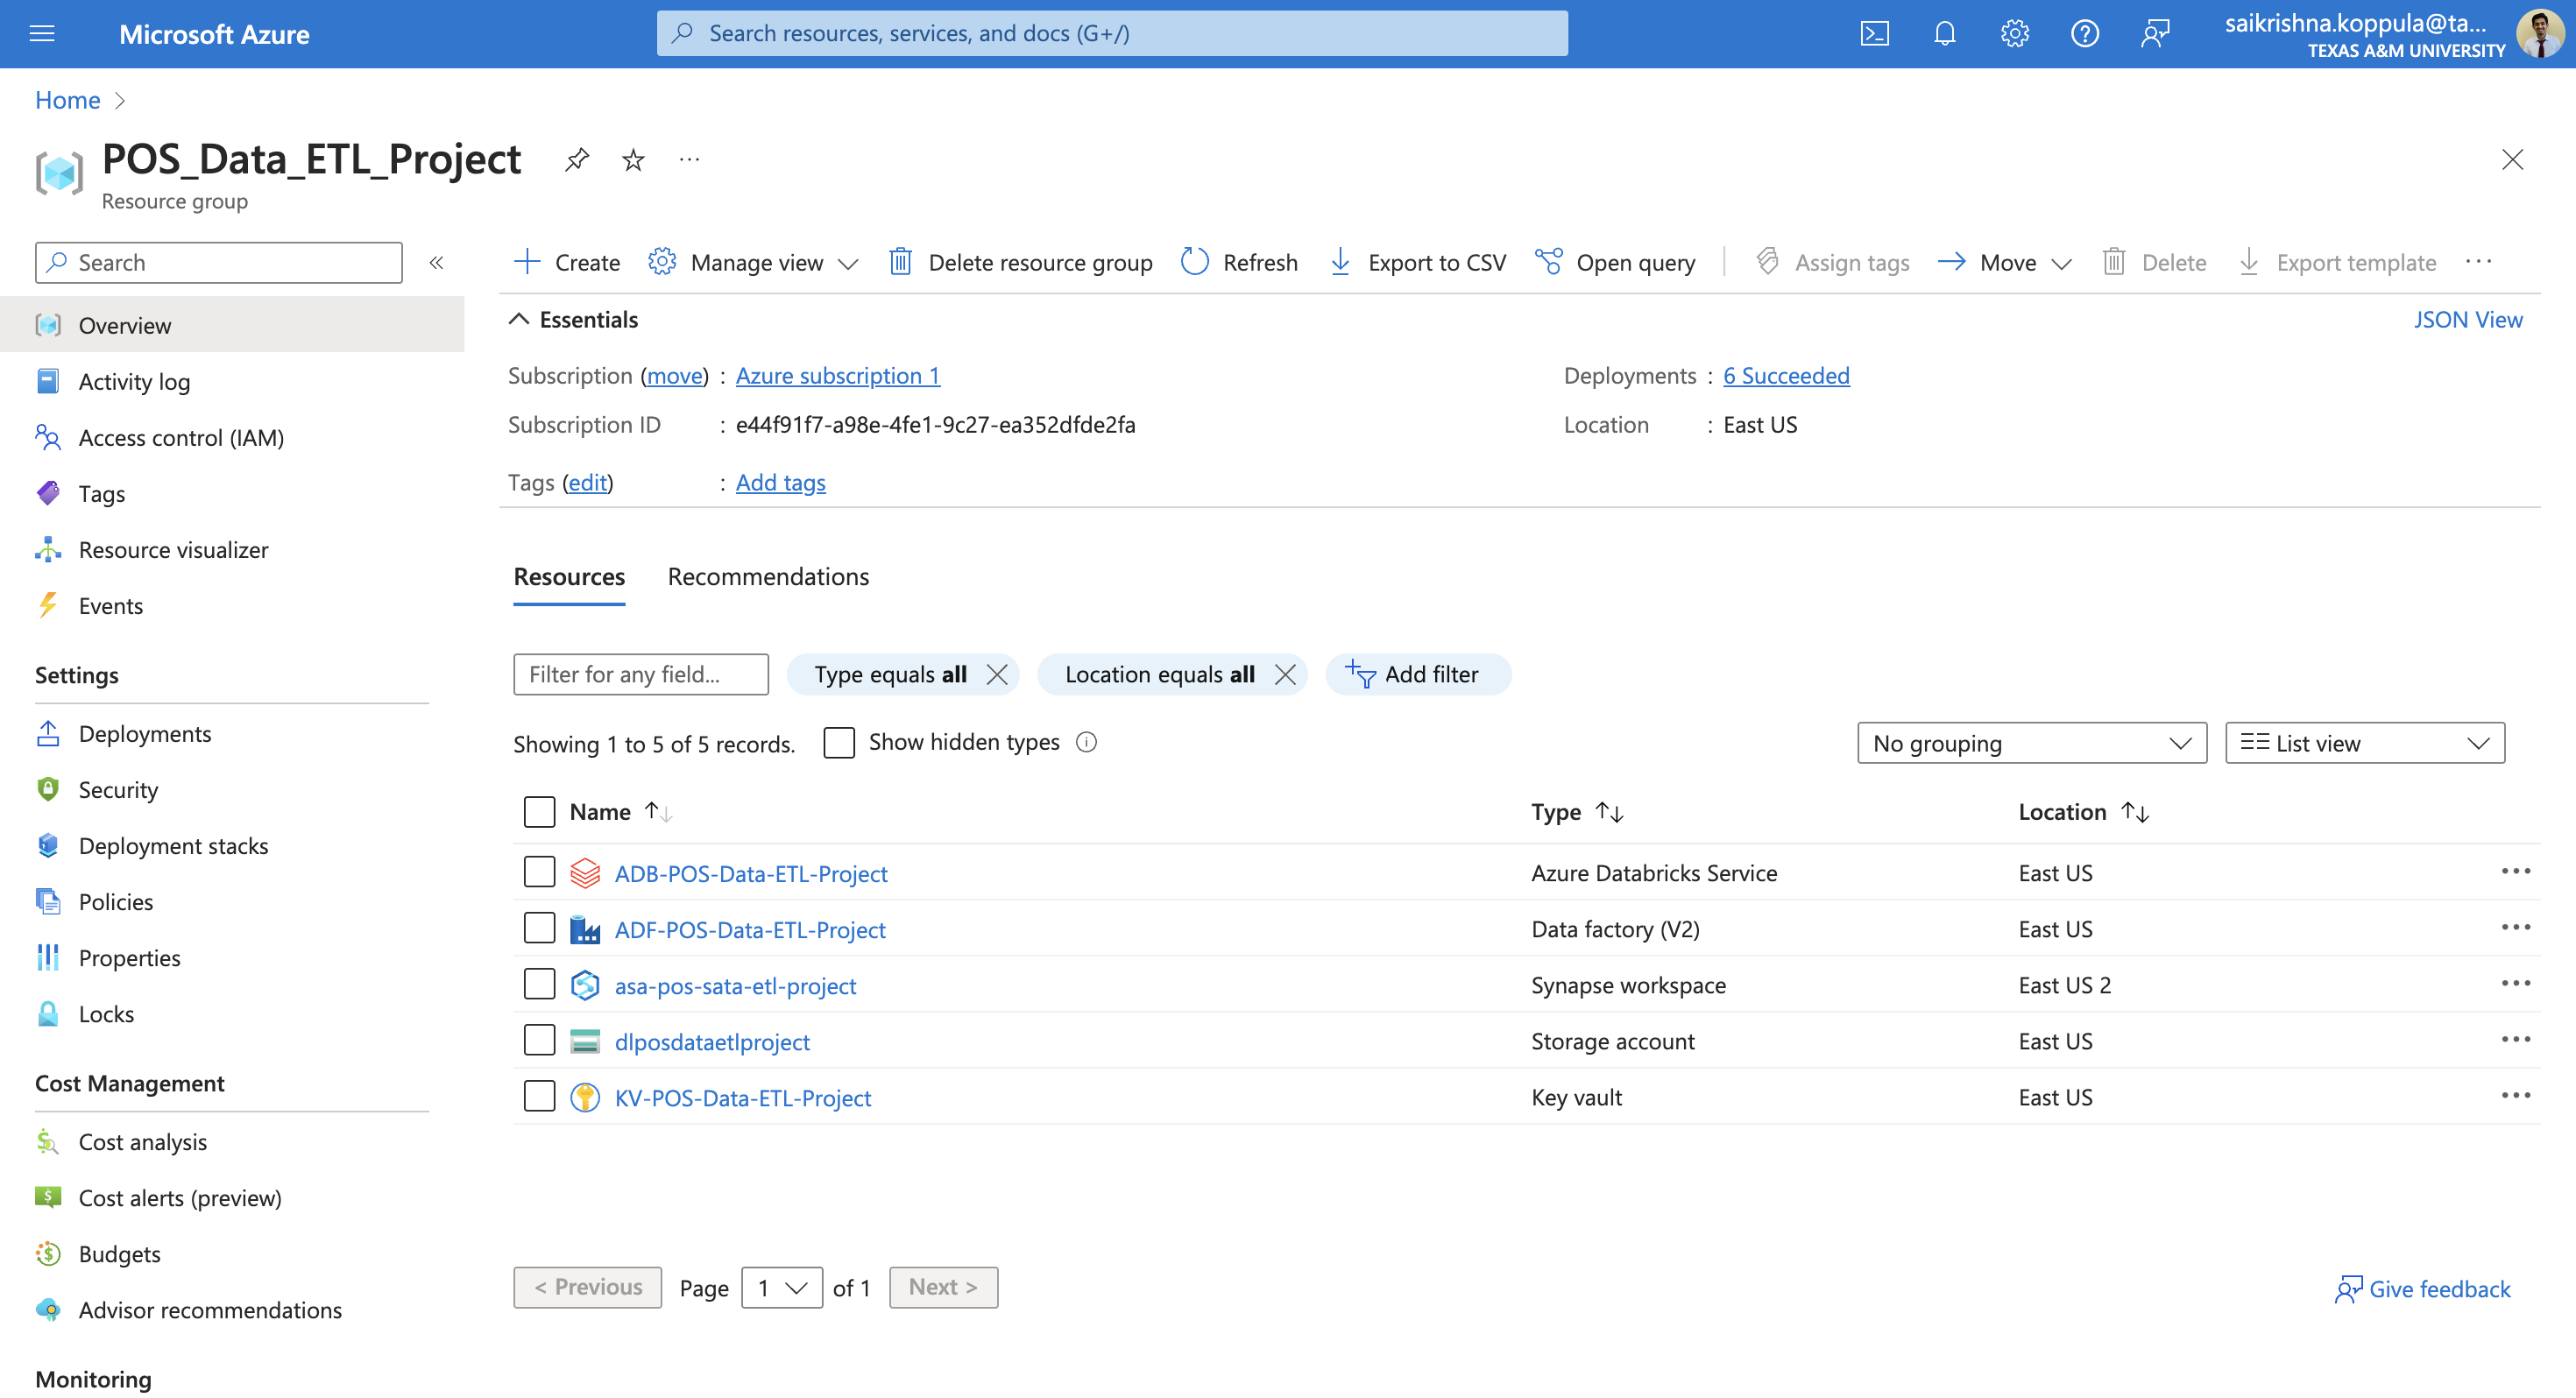 Microsoft Azure
Search resources, services, and docs (G+/)
saikrishna.koppula@ta...
TEXAS A&M UNIVERSITY
Home
POS_Data_ETL_Project
Resource group
Search
Create
Manage view
Delete resource group
Refresh
Export to CSV
Open query
Assign tags
Move
Delete
Export template
Overview
Activity log
Access control (IAM)
Tags
Resource visualizer
Events
Settings
Deployments
Security
Deployment stacks
Policies
Properties
Locks
Cost Management
Cost analysis
Cost alerts (preview)
Budgets
Advisor recommendations
Monitoring
Essentials
JSON View
Subscription (move) : Azure subscription 1
Deployments : 6 Succeeded
Subscription ID : e44f91f7-a98e-4fe1-9c27-ea352dfde2fa
Location : East US
Tags (edit) : Add tags
Resources
Recommendations
Filter for any field...
Type equals all
Location equals all
Add filter
Showing 1 to 5 of 5 records.
Show hidden types
No grouping
List view
Name Type Location
ADB-POS-Data-ETL-Project Azure Databricks Service East US
ADF-POS-Data-ETL-Project Data factory (V2) East US
asa-pos-sata-etl-project Synapse workspace East US 2
dlposdataetlproject Storage account East US
KV-POS-Data-ETL-Project Key vault East US
< Previous
Page 1 of 1
Next >
Give feedback